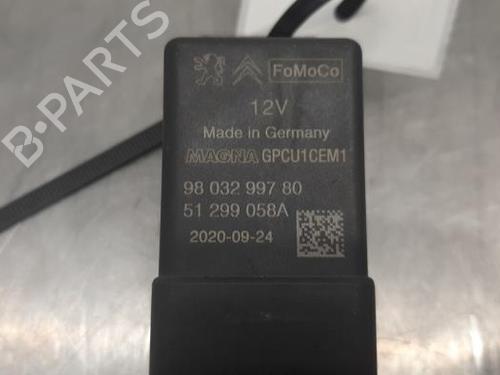 FoMoCo
12V
Made in Germany
MAGNA GPCU1CEM1
98 032 997 80
51 299 058A
2020-09-24
B-PARTS